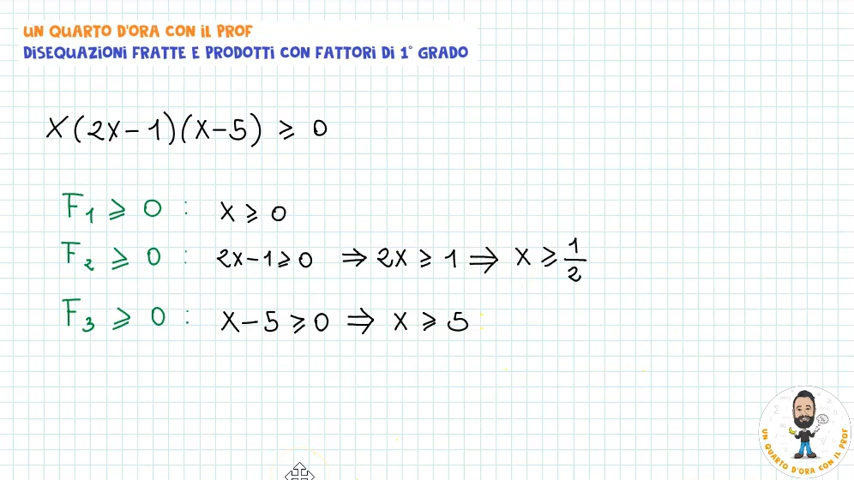 UN QUARTO D'ORA CON IL PROF
DISEQUAZIONI FRATTE E PRODOTTI CON FATTORI DI 1° GRADO
x(2x-1)(x-5) ⩾ 0
F₁ ⩾ 0 : x ⩾ 0
F₂ ⩾ 0 : 2x-1 ⩾ 0 ⇒ 2x ⩾ 1 ⇒ x ⩾ 1/2
F₃ ⩾ 0 : x-5 ⩾ 0 ⇒ x ⩾ 5
UN QUARTO D'ORA CON IL PROF